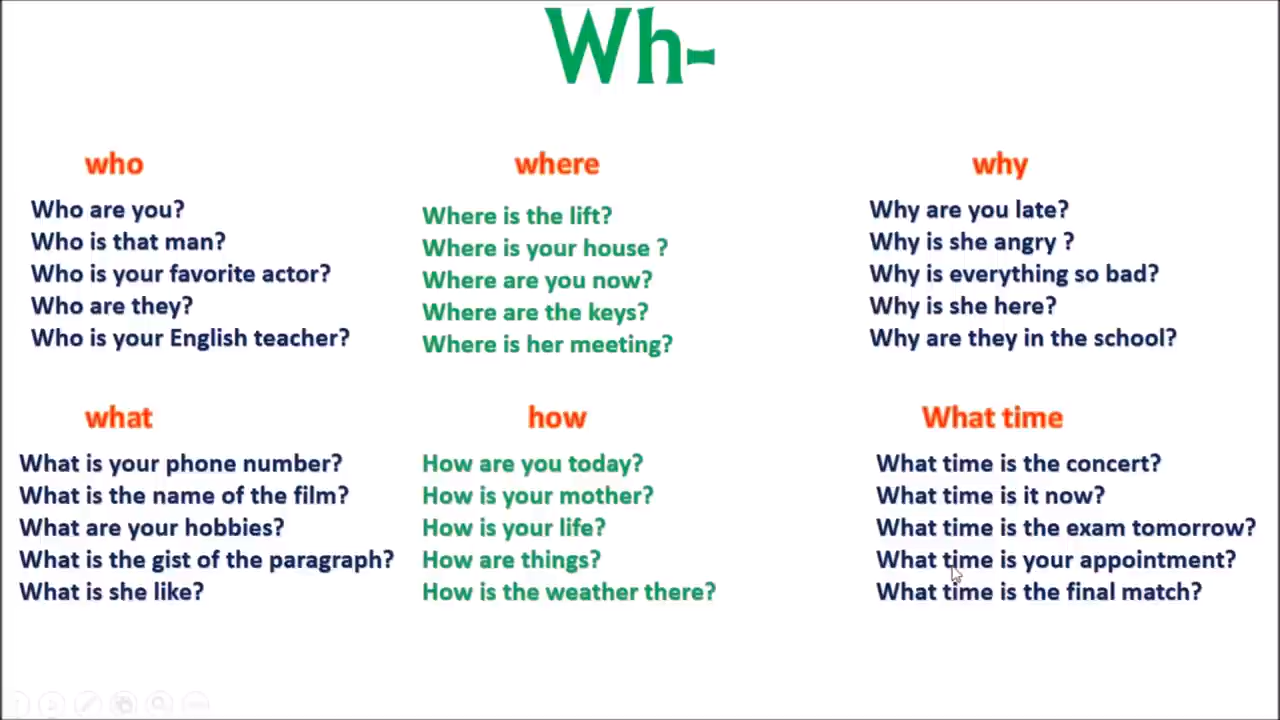 Wh-
who
Who are you?
Who is that man?
Who is your favorite actor?
Who are they?
Who is your English teacher?
where
Where is the lift?
Where is your house ?
Where are you now?
Where are the keys?
Where is her meeting?
why
Why are you late?
Why is she angry ?
Why is everything so bad?
Why is she here?
Why are they in the school?
what
What is your phone number?
What is the name of the film?
What are your hobbies?
What is the gist of the paragraph?
What is she like?
how
How are you today?
How is your mother?
How is your life?
How are things?
How is the weather there?
What time
What time is the concert?
What time is it now?
What time is the exam tomorrow?
What time is your appointment?
What time is the final match?